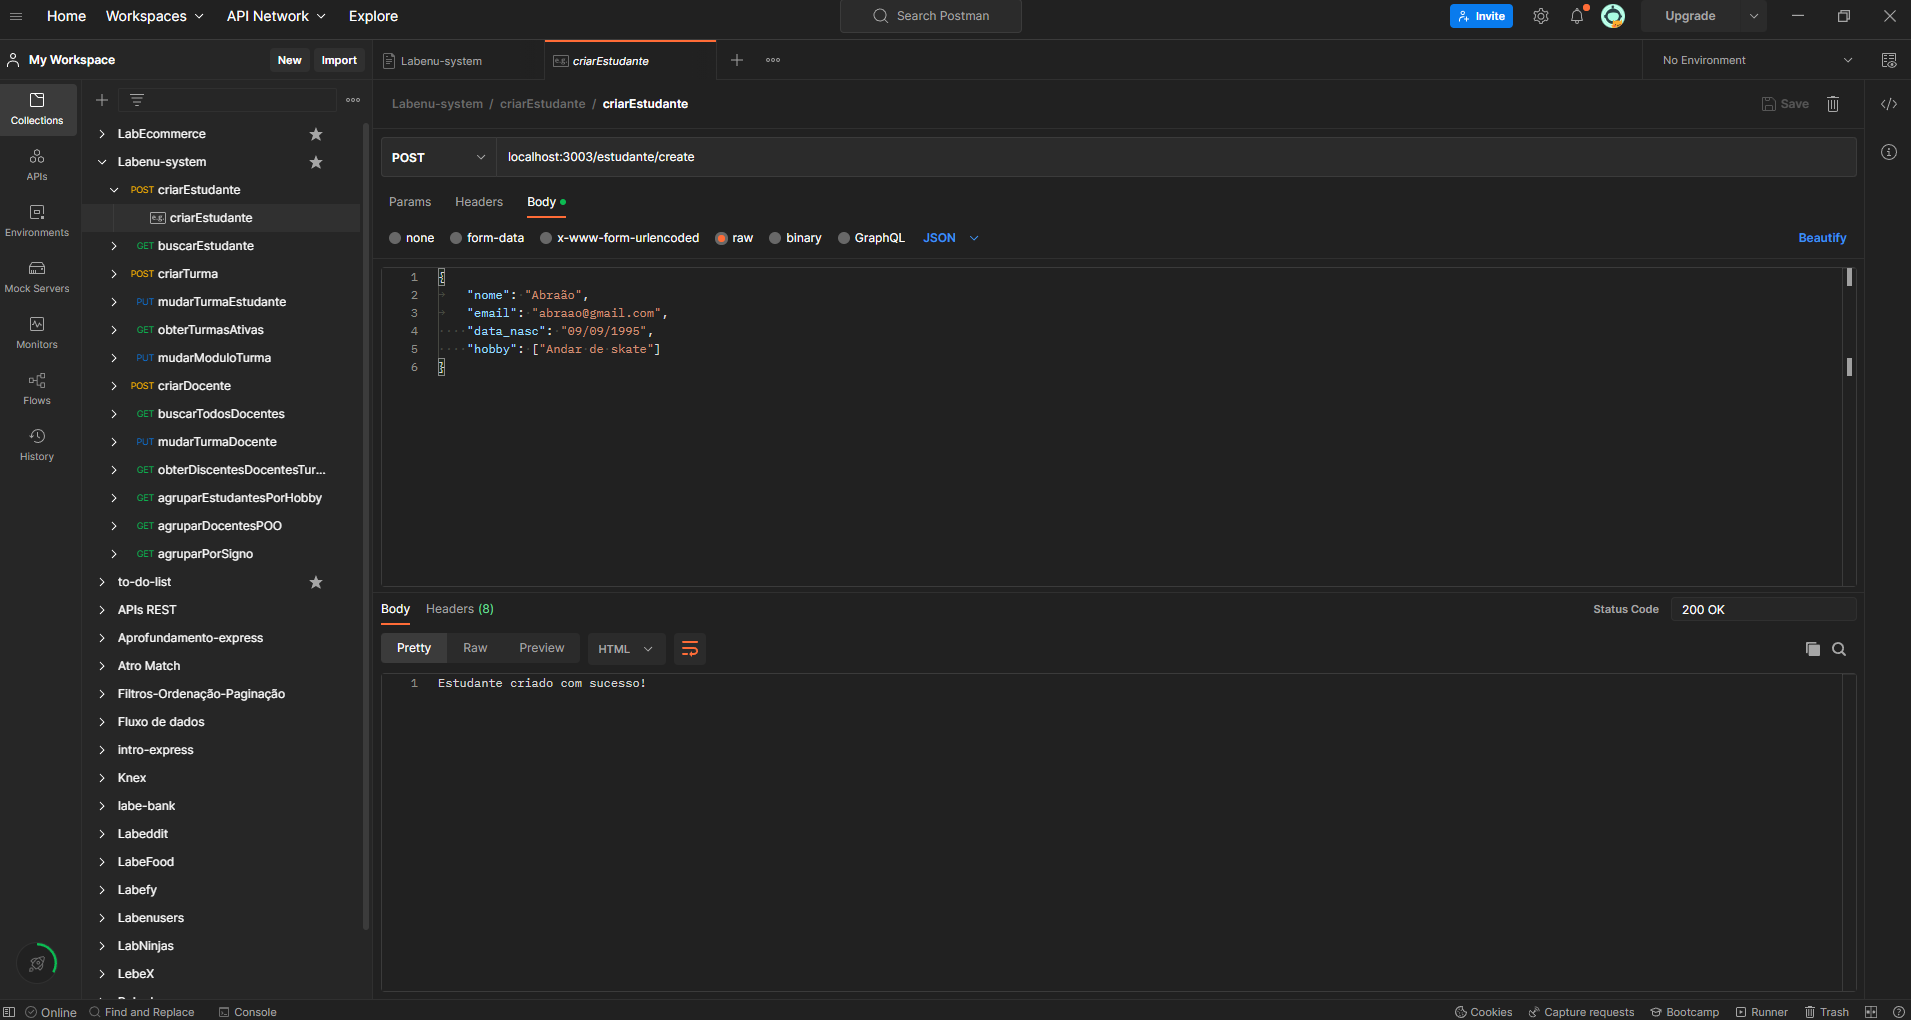 Home Workspaces API Network Explore
Search Postman
Invite
Upgrade
My Workspace
New Import
Labenu-system
e.g. criarEstudante
No Environment
Collections
APIs
Environments
Mock Servers
Monitors
Flows
History
LabEcommerce
Labenu-system
POST criarEstudante
e.g. criarEstudante
GET buscarEstudante
POST criarTurma
PUT mudarTurmaEstudante
GET obterTurmasAtivas
PUT mudarModuloTurma
POST criarDocente
GET buscarTodosDocentes
PUT mudarTurmaDocente
GET obterDiscentesDocentesTur...
GET agruparEstudantesPorHobby
GET agruparDocentesPOO
GET agruparPorSigno
to-do-list
APIs REST
Aprofundamento-express
Atro Match
Filtros-Ordenação-Paginação
Fluxo de dados
intro-express
Knex
labe-bank
Labeddit
LabeFood
Labefy
Labenusers
LabNinjas
LebeX
Labenu-system / criarEstudante / criarEstudante
Save
POST localhost:3003/estudante/create
Params Headers Body
none form-data x-www-form-urlencoded raw binary GraphQL JSON Beautify
1 {
2 "nome": "Abraão",
3 "email": "abraao@gmail.com",
4 "data_nasc": "09/09/1995",
5 "hobby": ["Andar de skate"]
6 }
Body Headers (8)
Status Code 200 OK
Pretty Raw Preview HTML
1 Estudante criado com sucesso!
Online Find and Replace Console
Cookies Capture requests Bootcamp Runner Trash